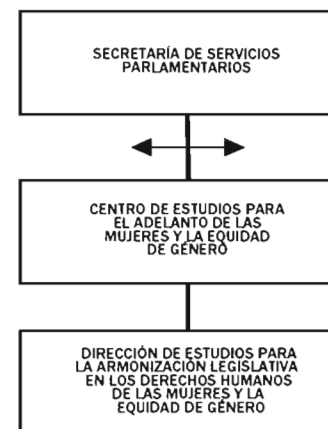 SECRETARÍA DE SERVICIOS
PARLAMENTARIOS
CENTRO DE ESTUDIOS PARA
EL ADELANTO DE LAS
MUJERES Y LA EQUIDAD
DE GÉNERO
DIRECCIÓN DE ESTUDIOS PARA
LA ARMONIZACIÓN LEGISLATIVA
EN LOS DERECHOS HUMANOS
DE LAS MUJERES Y LA
EQUIDAD DE GÉNERO